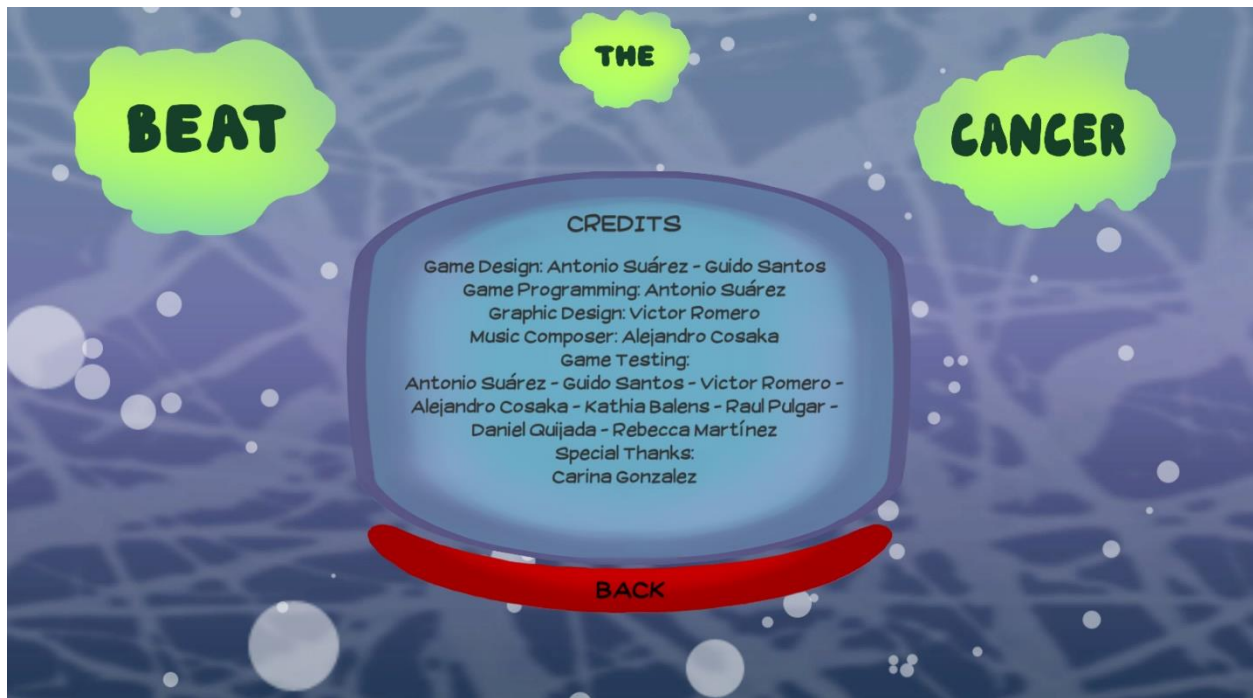 BEAT
THE
CANCER
CREDITS
Game Design: Antonio Suárez - Guido Santos
Game Programming: Antonio Suárez
Graphic Design: Victor Romero
Music Composer: Alejandro Cosaka
Game Testing:
Antonio Suárez - Guido Santos - Victor Romero -
Alejandro Cosaka - Kathia Balens - Raul Pulgar -
Daniel Quijada - Rebecca Martínez
Special Thanks:
Carina Gonzalez
BACK